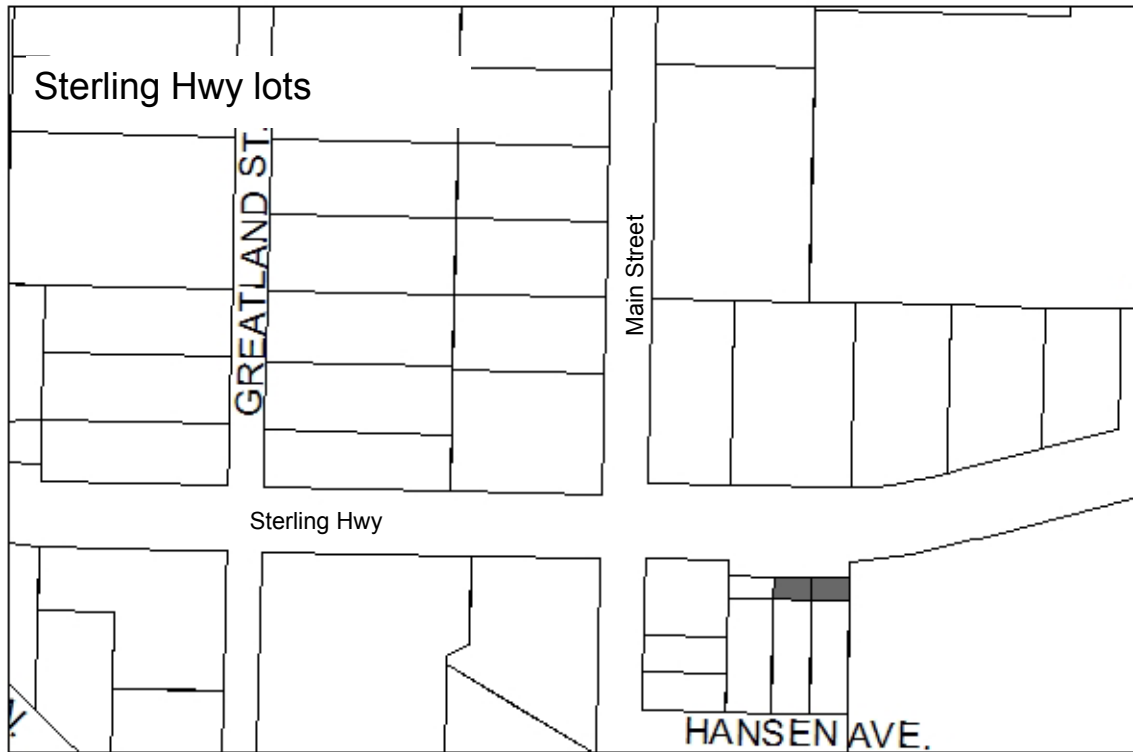 Sterling Hwy lots
GREATLAND ST.
Main Street
Sterling Hwy
HANSEN AVE.